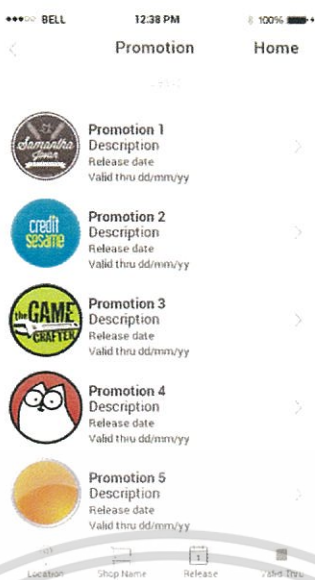 BELL 12:38 PM 100%
Promotion Home
Samantha
Promotion 1
Description
Release date
Valid thru dd/mm/yy
credit
sesame
Promotion 2
Description
Release date
Valid thru dd/mm/yy
the GAME
CRAFTER
Promotion 3
Description
Release date
Valid thru dd/mm/yy
Promotion 4
Description
Release date
Valid thru dd/mm/yy
Promotion 5
Description
Release date
Valid thru dd/mm/yy
1
Location Shop Name Release Valid Thru